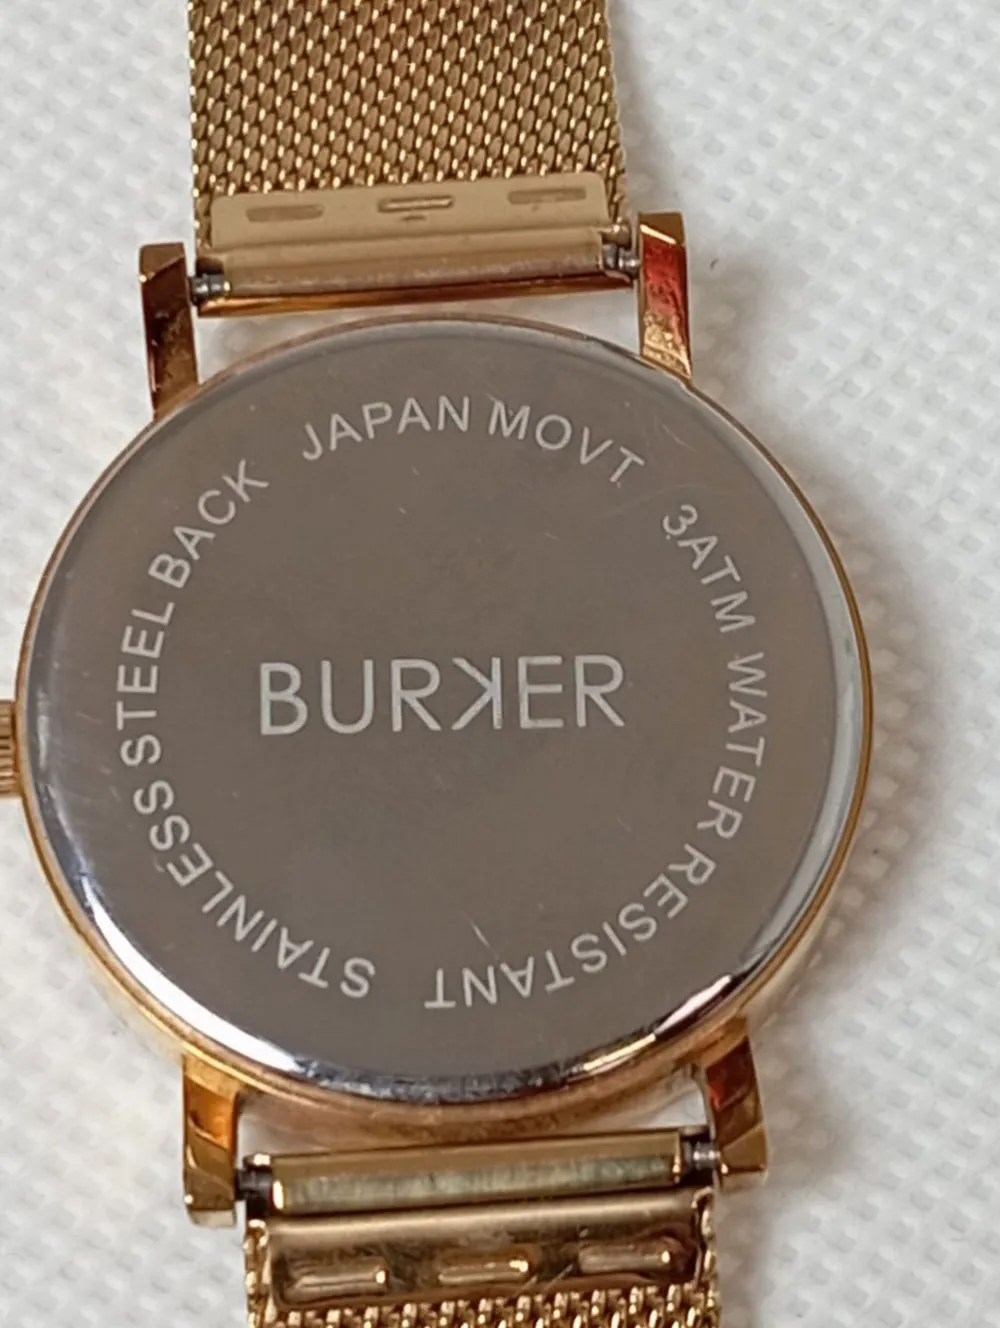 JAPAN MOVT
3ATM WATER RESISTANT
STAINLESS STEEL BACK
BURKER